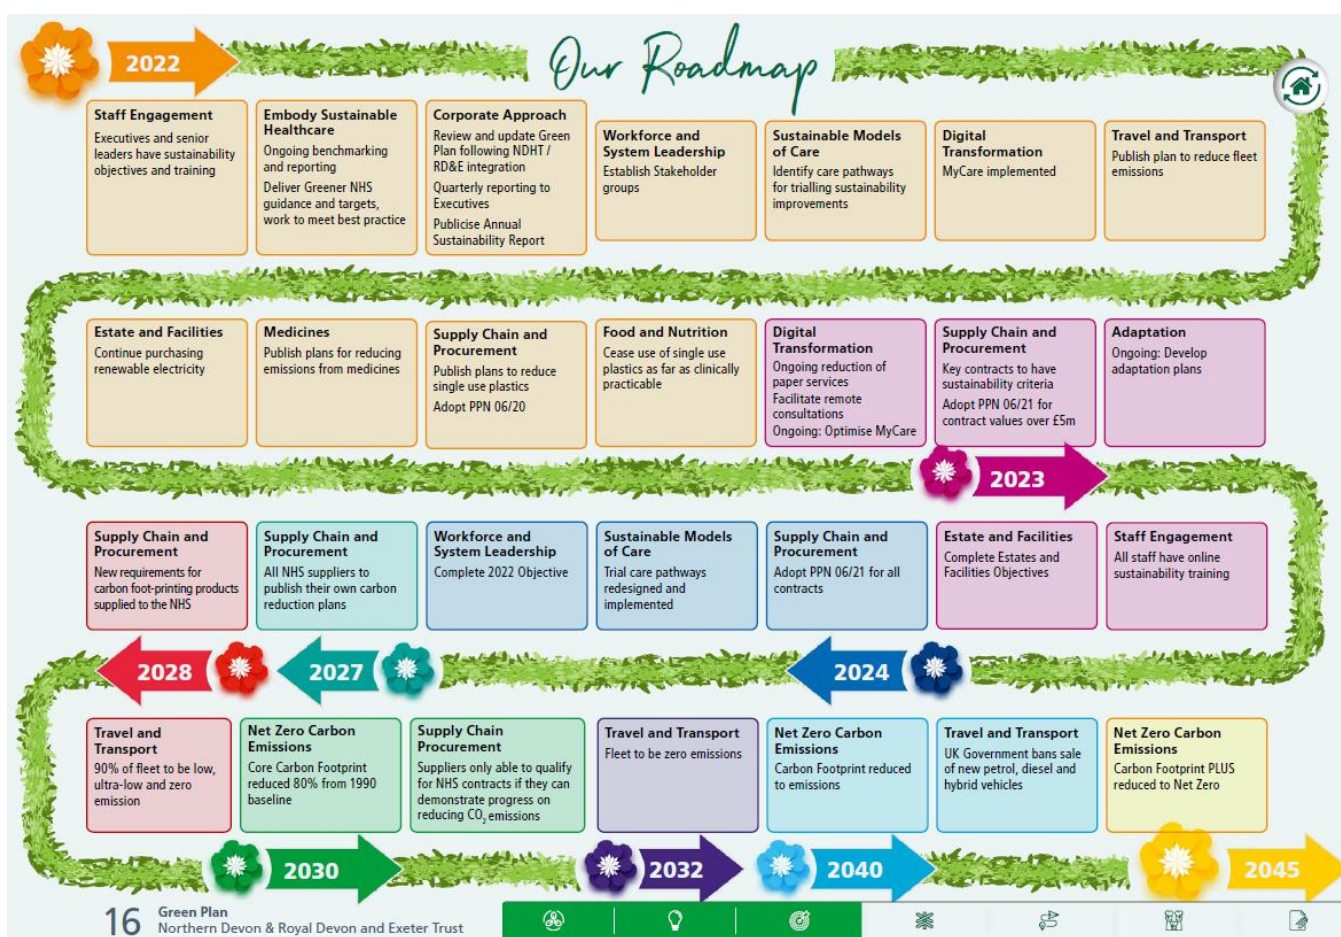 2022
Our Roadmap
Staff Engagement
Executives and senior
leaders have sustainability
objectives and training
Embody Sustainable
Healthcare
Ongoing benchmarking
and reporting
Deliver Greener NHS
guidance and targets,
work to meet best practice
Corporate Approach
Review and update Green
Plan following NDHT /
RD&E integration
Quarterly reporting to
Executives
Publicise Annual
Sustainability Report
Workforce and
System Leadership
Establish Stakeholder
groups
Sustainable Models
of Care
Identify care pathways
for trialling sustainability
improvements
Digital
Transformation
MyCare implemented
Travel and Transport
Publish plan to reduce fleet
emissions
Estate and Facilities
Continue purchasing
renewable electricity
Medicines
Publish plans for reducing
emissions from medicines
Supply Chain and
Procurement
Publish plans to reduce
single use plastics
Adopt PPN 06/20
Food and Nutrition
Cease use of single use
plastics as far as clinically
practicable
Digital
Transformation
Ongoing reduction of
paper services
Facilitate remote
consultations
Ongoing: Optimise MyCare
Supply Chain and
Procurement
Key contracts to have
sustainability criteria
Adopt PPN 06/21 for
contract values over £5m
Adaptation
Ongoing: Develop
adaptation plans
2023
Supply Chain and
Procurement
New requirements for
carbon foot-printing products
supplied to the NHS
Supply Chain and
Procurement
All NHS suppliers to
publish their own carbon
reduction plans
Workforce and
System Leadership
Complete 2022 Objective
Sustainable Models
of Care
Trial care pathways
redesigned and
implemented
Supply Chain and
Procurement
Adopt PPN 06/21 for all
contracts
Estate and Facilities
Complete Estates and
Facilities Objectives
Staff Engagement
All staff have online
sustainability training
2028
2027
2024
Travel and
Transport
90% of fleet to be low,
ultra-low and zero
emission
Net Zero Carbon
Emissions
Core Carbon Footprint
reduced 80% from 1990
baseline
Supply Chain
Procurement
Suppliers only able to qualify
for NHS contracts if they can
demonstrate progress on
reducing CO₂ emissions
Travel and Transport
Fleet to be zero emissions
Net Zero Carbon
Emissions
Carbon Footprint reduced
to emissions
Travel and Transport
UK Government bans sale
of new petrol, diesel and
hybrid vehicles
Net Zero Carbon
Emissions
Carbon Footprint PLUS
reduced to Net Zero
2030
2032
2040
2045
16
Green Plan
Northern Devon & Royal Devon and Exeter Trust